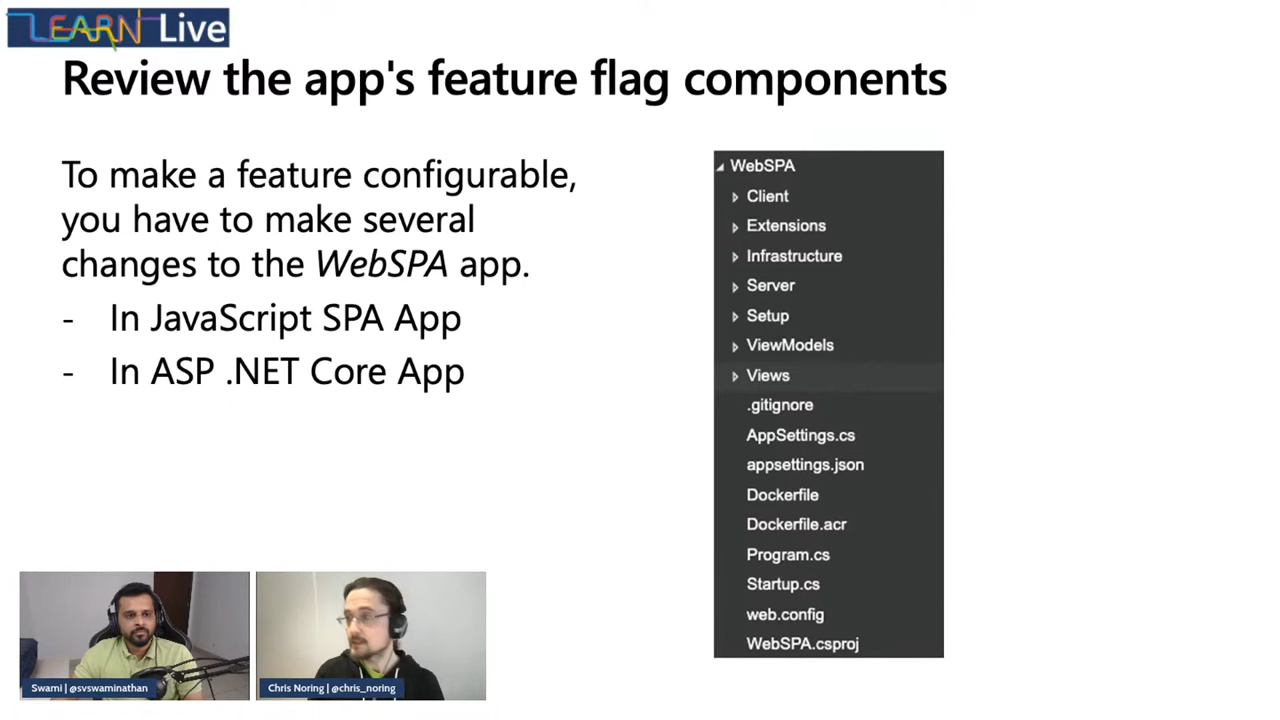 LEARN Live
Review the app's feature flag components
To make a feature configurable,
you have to make several
changes to the WebSPA app.
- In JavaScript SPA App
- In ASP .NET Core App
WebSPA
Client
Extensions
Infrastructure
Server
Setup
ViewModels
Views
.gitignore
AppSettings.cs
appsettings.json
Dockerfile
Dockerfile.acr
Program.cs
Startup.cs
web.config
WebSPA.csproj
Swami | @svswaminathan
Chris Noring | @chris_noring